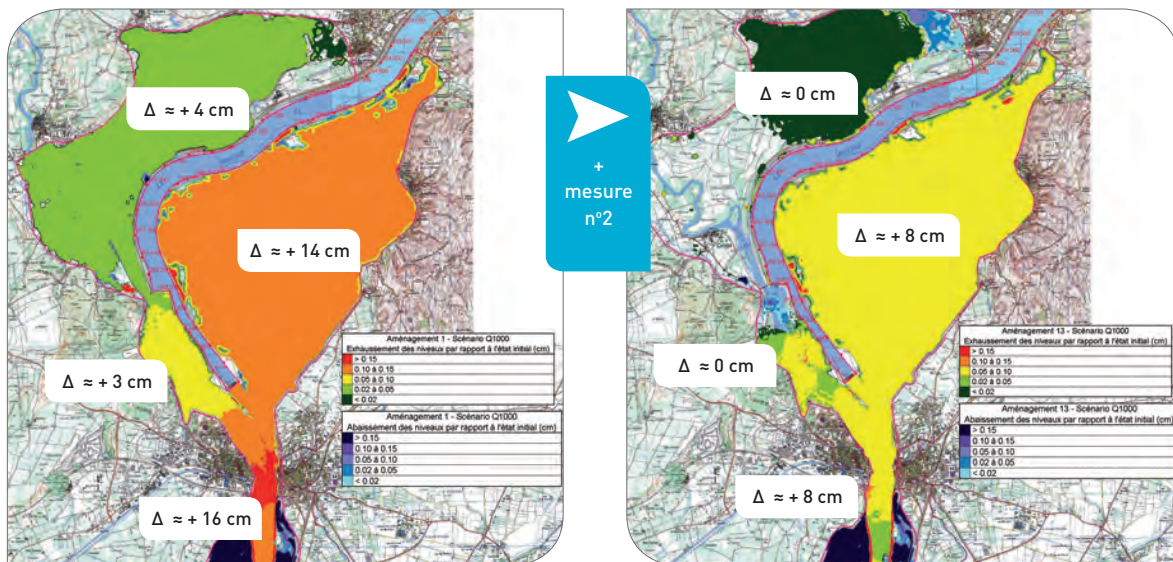 Δ ≈ + 4 cm
Δ ≈ + 14 cm
Δ ≈ + 3 cm
Δ ≈ + 16 cm
Aménagement 1 - Scénario Q1000
Exhaussement des niveaux par rapport à l'état initial (cm)
> 0.15
0.10 à 0.15
0.05 à 0.10
0.02 à 0.05
< 0.02
Aménagement 1 - Scénario Q1000
Abaissement des niveaux par rapport à l'état initial (cm)
> 0.15
0.10 à 0.15
0.05 à 0.10
0.02 à 0.05
< 0.02
+
mesure
n°2
Δ ≈ 0 cm
Δ ≈ + 8 cm
Δ ≈ 0 cm
Δ ≈ + 8 cm
Aménagement 13 - Scénario Q1000
Exhaussement des niveaux par rapport à l'état initial (cm)
> 0.15
0.10 à 0.15
0.05 à 0.10
0.02 à 0.05
< 0.02
Aménagement 13 - Scénario Q1000
Abaissement des niveaux par rapport à l'état initial (cm)
> 0.15
0.10 à 0.15
0.05 à 0.10
0.02 à 0.05
< 0.02